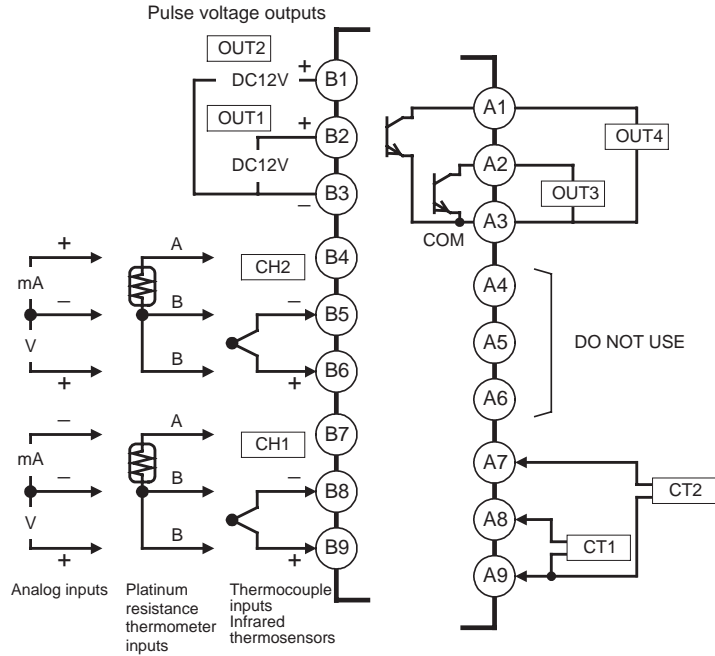 Pulse voltage outputs
OUT2
+
DC12V
B1
OUT1
+
B2
DC12V
B3
–
A1
OUT4
A2
OUT3
A3
COM
+
A
CH2
B4
mA
–
B
–
B5
V
B
+
+
B6
A4
A5
DO NOT USE
A6
–
A
CH1
B7
mA
–
B
–
B8
V
B
+
+
B9
A7
CT2
A8
CT1
A9
Analog inputs
Platinum
resistance
thermometer
inputs
Thermocouple
inputs
Infrared
thermosensors